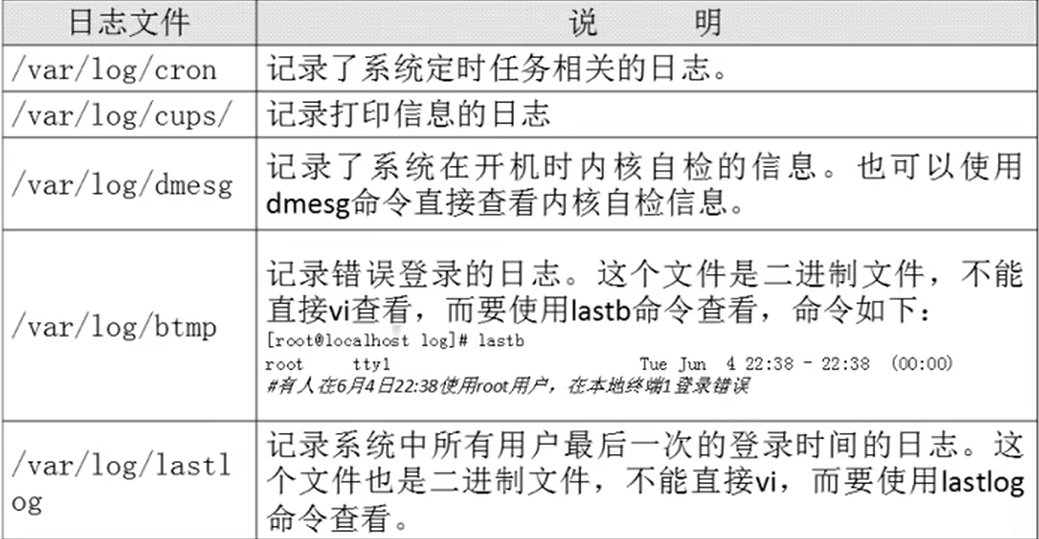 日志文件 说 明
/var/log/cron 记录了系统定时任务相关的日志。
/var/log/cups/ 记录打印信息的日志
/var/log/dmesg 记录了系统在开机时内核自检的信息。也可以使用
dmesg命令直接查看内核自检信息。
/var/log/btmp 记录错误登录的日志。这个文件是二进制文件，不能
直接vi查看，而要使用lastb命令查看，命令如下：
[root@localhost log]# lastb
root tty1 Tue Jun 4 22:38 - 22:38 (00:00)
#有人在6月4日22:38使用root用户，在本地终端1登录错误
/var/log/lastl
og
记录系统中所有用户最后一次的登录时间的日志。这
个文件也是二进制文件，不能直接vi，而要使用lastlog
命令查看。